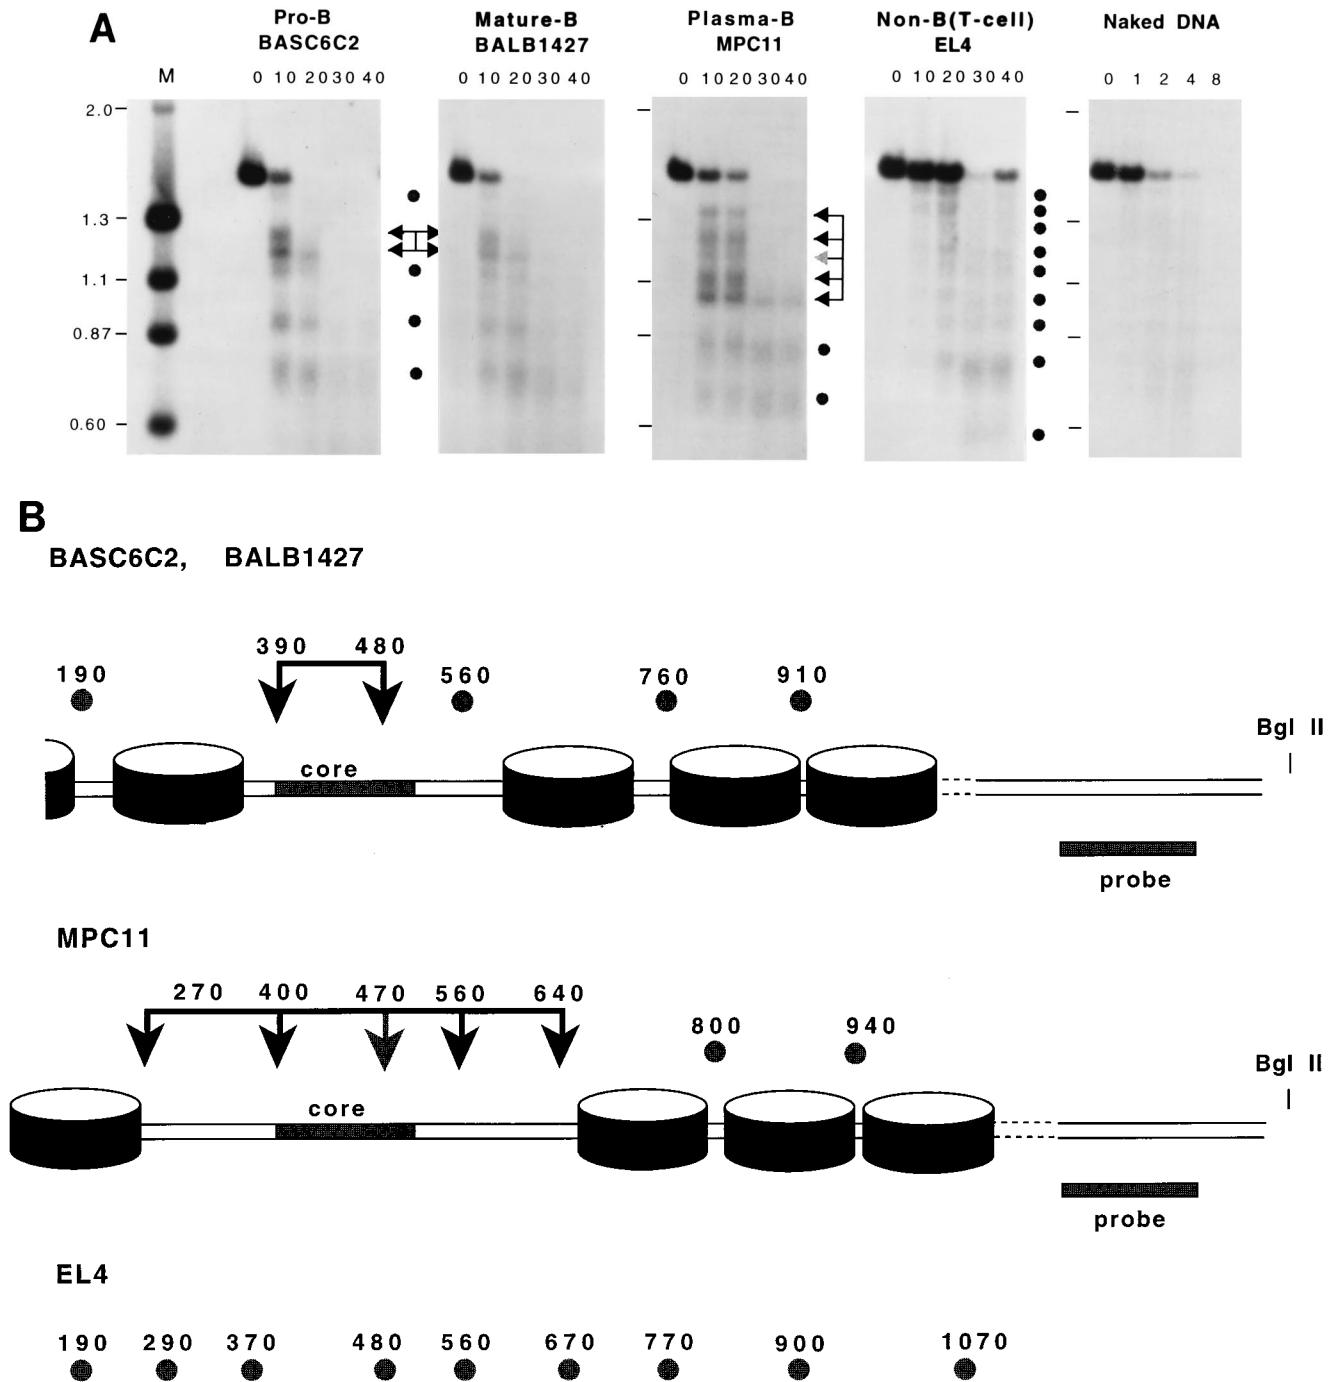 A
Pro-B
BASC6C2
Mature-B
BALB1427
Plasma-B
MPC11
Non-B(T-cell)
EL4
Naked DNA
M
0 10 20 30 40
0 10 20 30 40
0 10 20 30 40
0 10 20 30 40
0 1 2 4 8
2.0
1.3
1.1
0.87
0.60
B
BASC6C2, BALB1427
390 480
190 560 760 910
Bgl II
core
probe
MPC11
270 400 470 560 640
800 940
Bgl II
core
probe
EL4
190 290 370 480 560 670 770 900 1070